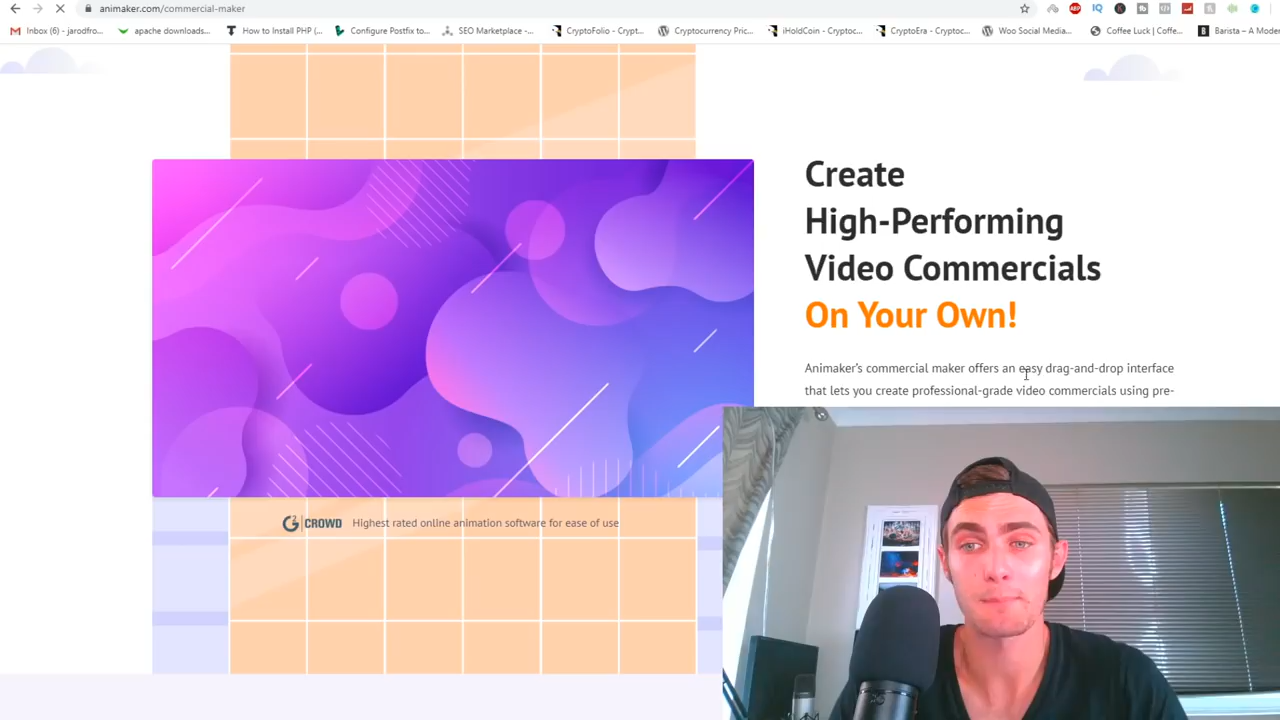 animaker.com/commercial-maker
Inbox (6) - jarodfro...
apache downloads...
How to Install PHP (...
Configure Postfix to...
SEO Marketplace -...
CryptoFolio - Crypt...
Cryptocurrency Pric...
iHoldCoin - Cryptoc...
CryptoEra - Cryptoc...
Woo Social Media...
Coffee Luck | Coffe...
Barista – A Moder
Create
High-Performing
Video Commercials
On Your Own!
Animaker's commercial maker offers an easy drag-and-drop interface
that lets you create professional-grade video commercials using pre-
G2 CROWD Highest rated online animation software for ease of use